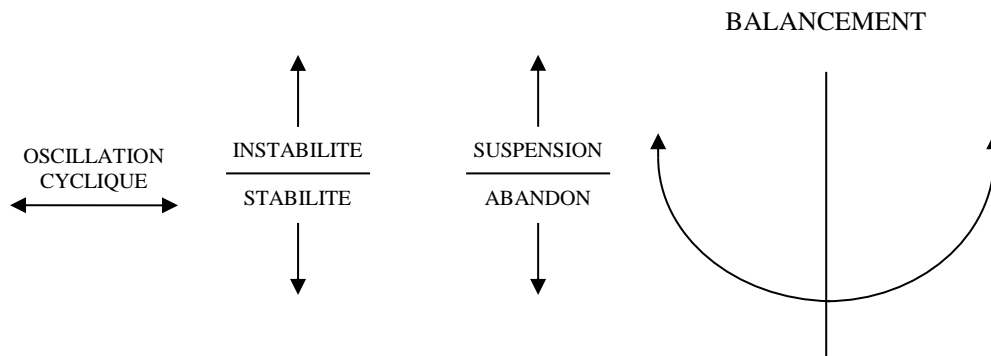 BALANCEMENT
OSCILLATION
CYCLIQUE
INSTABILITE
STABILITE
SUSPENSION
ABANDON